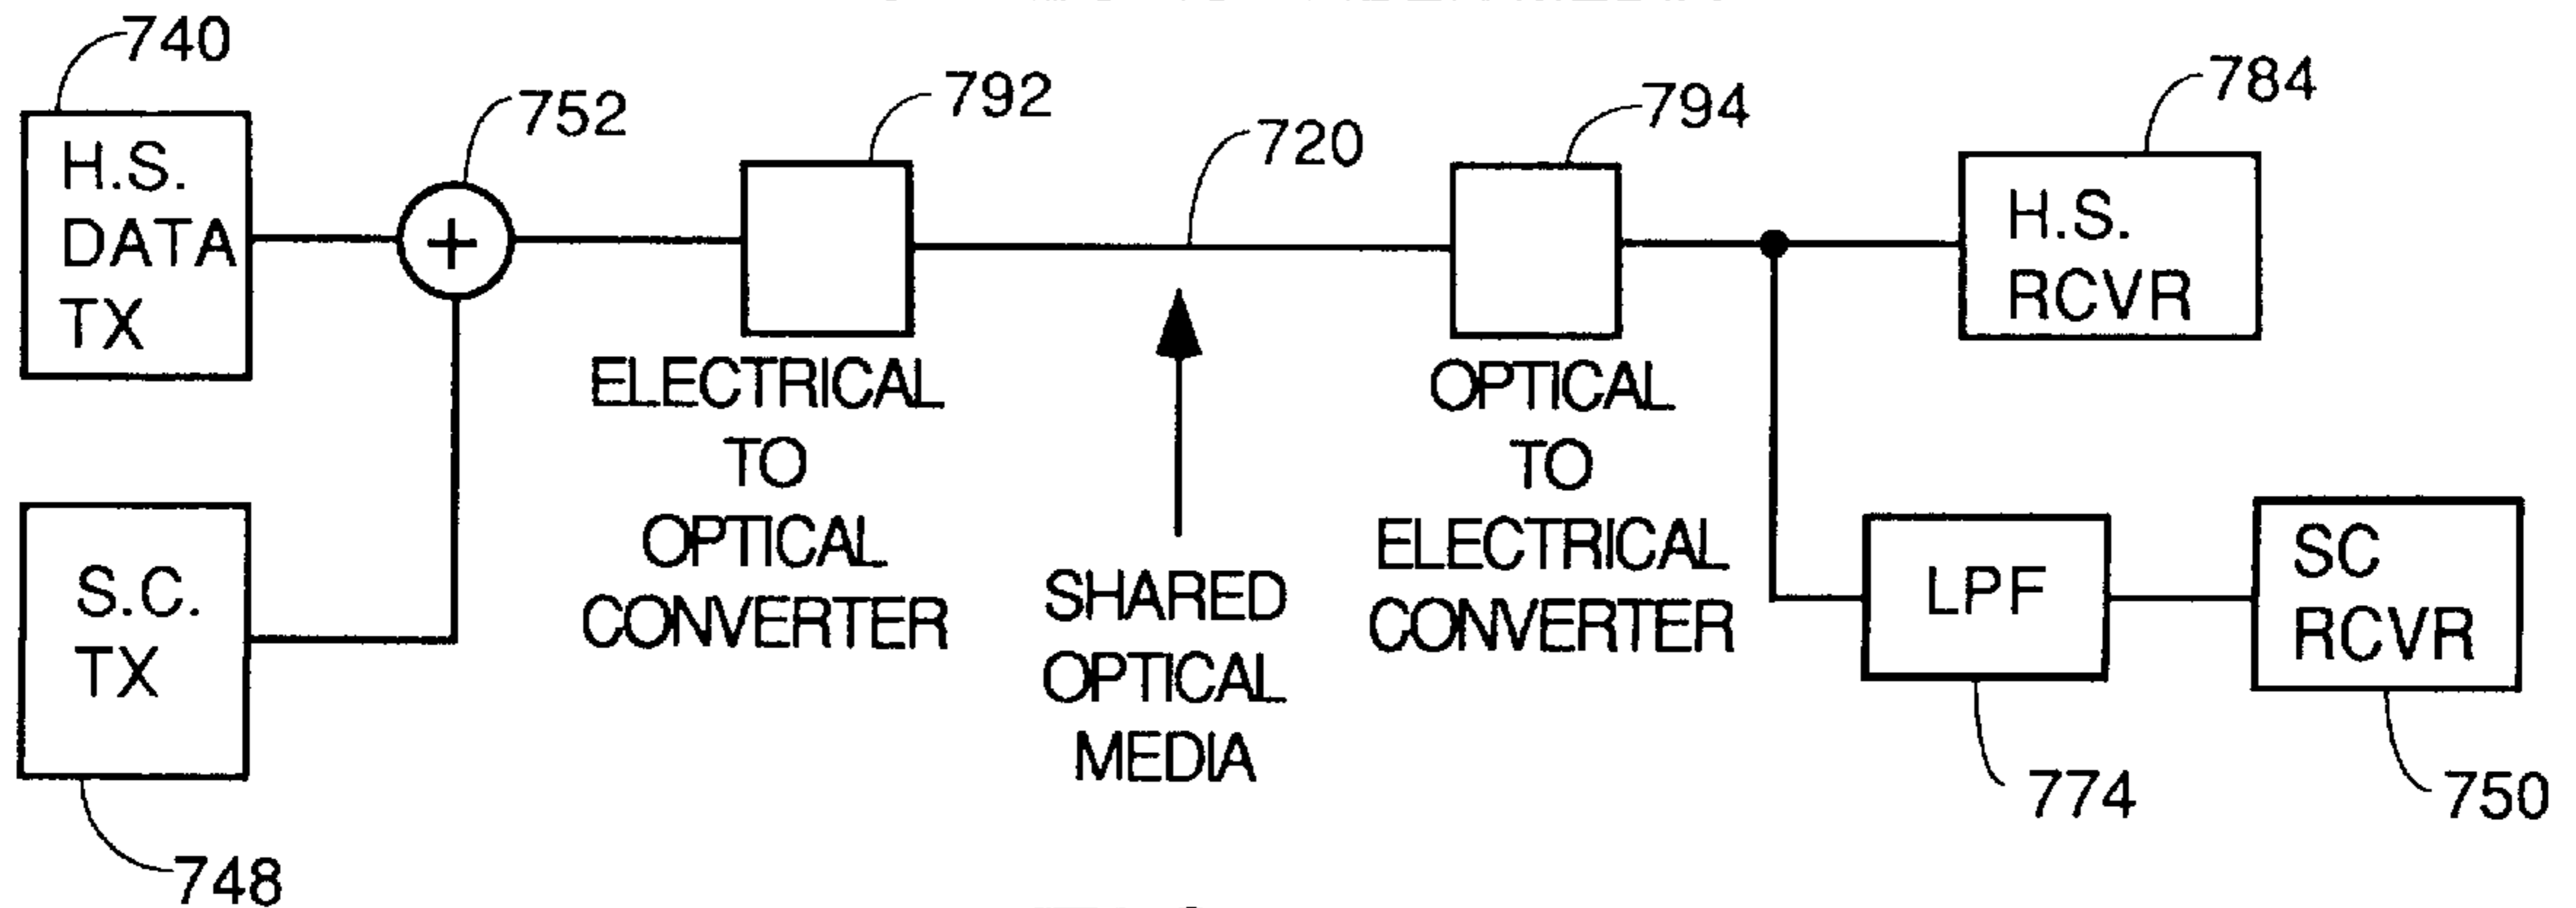 740
752
792
720
794
784
H.S.
DATA
TX
+
H.S.
RCVR
ELECTRICAL
TO
OPTICAL
CONVERTER
OPTICAL
TO
ELECTRICAL
CONVERTER
S.C.
TX
SHARED
OPTICAL
MEDIA
LPF
SC
RCVR
748
774
750